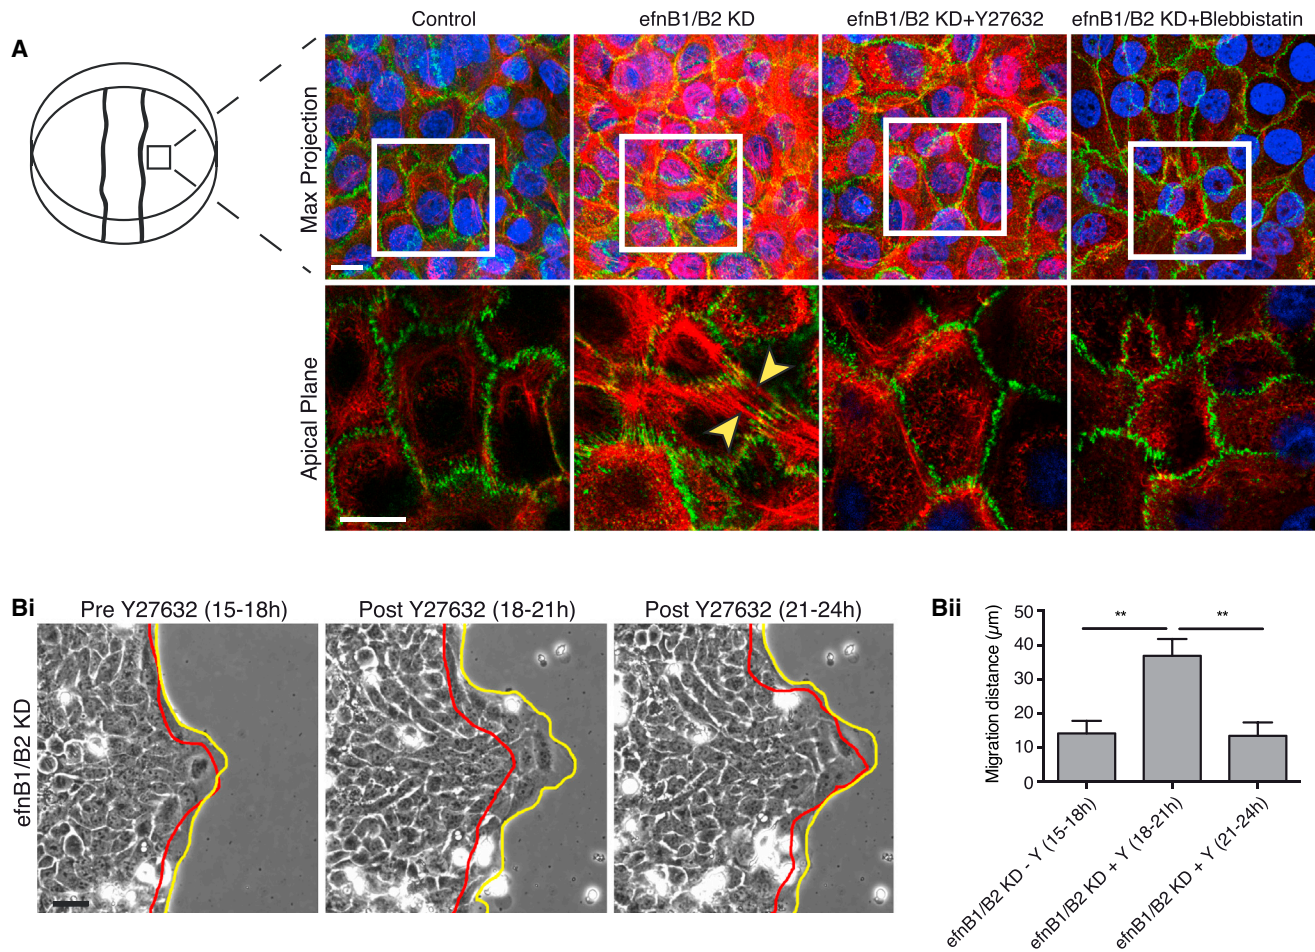 A
Control
efnB1/B2 KD
efnB1/B2 KD+Y27632
efnB1/B2 KD+Blebbistatin
Max Projection
Apical Plane
Bi
Pre Y27632 (15-18h)
Post Y27632 (18-21h)
Post Y27632 (21-24h)
efnB1/B2 KD
Bii
Migration distance (µm)
50
40
30
20
10
0
**
**
efnB1/B2 KD - Y (15-18h)
efnB1/B2 KD + Y (18-21h)
efnB1/B2 KD + Y (21-24h)